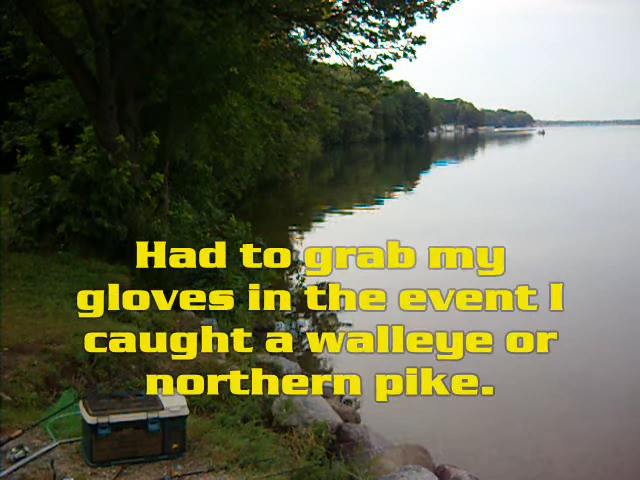 Had to grab my
gloves in the event I
caught a walleye or
northern pike.